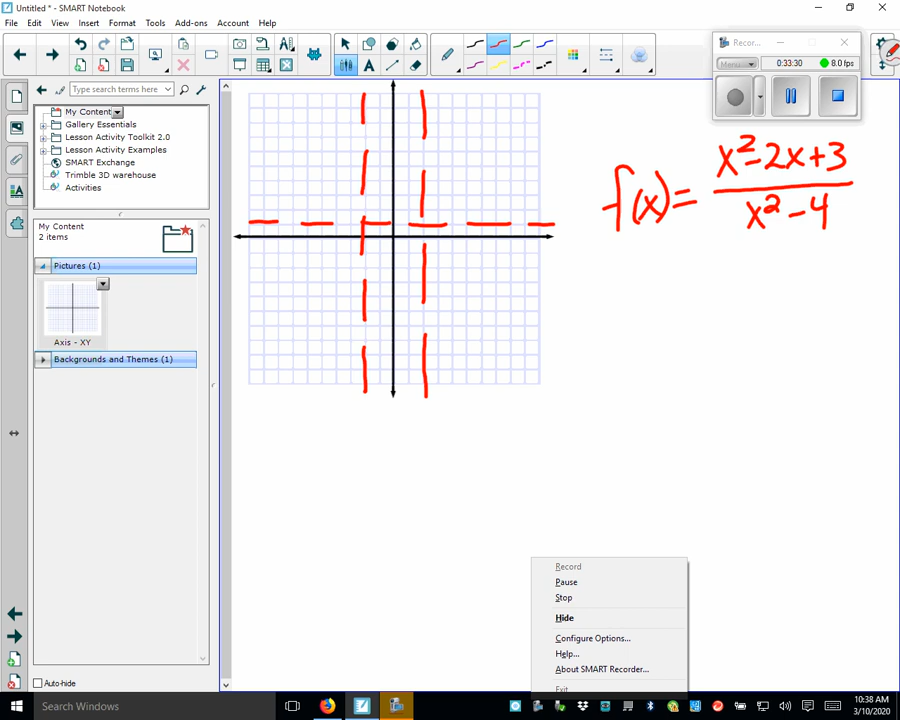 Untitled * - SMART Notebook
File Edit View Insert Format Tools Add-ons Account Help
Recor...
Menu 0:33:30 8.0 fps
Type search terms here
My Content
Gallery Essentials
Lesson Activity Toolkit 2.0
Lesson Activity Examples
SMART Exchange
Trimble 3D warehouse
Activities
My Content
2 items
Pictures (1)
Axis - XY
Backgrounds and Themes (1)
Auto-hide
f(x)= x²-2x+3
x²-4
Record
Pause
Stop
Hide
Configure Options...
Help...
About SMART Recorder...
Exit
Search Windows
10:38 AM
3/10/2020